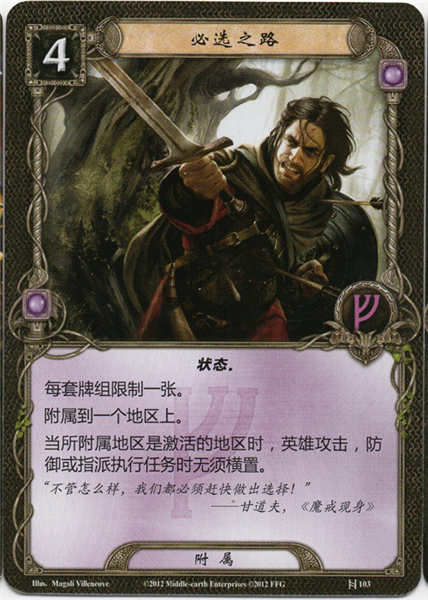 必选之路
4
状态.
每套牌组限制一张。
附属到一个地区上。
当所附属地区是激活的地区时，英雄攻击，防
御或指派执行任务时无须横置。
“不管怎么样，我们都必须赶快做出选择！”
——甘道夫，《魔戒现身》
附 属
Illus. Magali Villeneuve ©2012 Middle-earth Enterprises ©2012 FFG 103